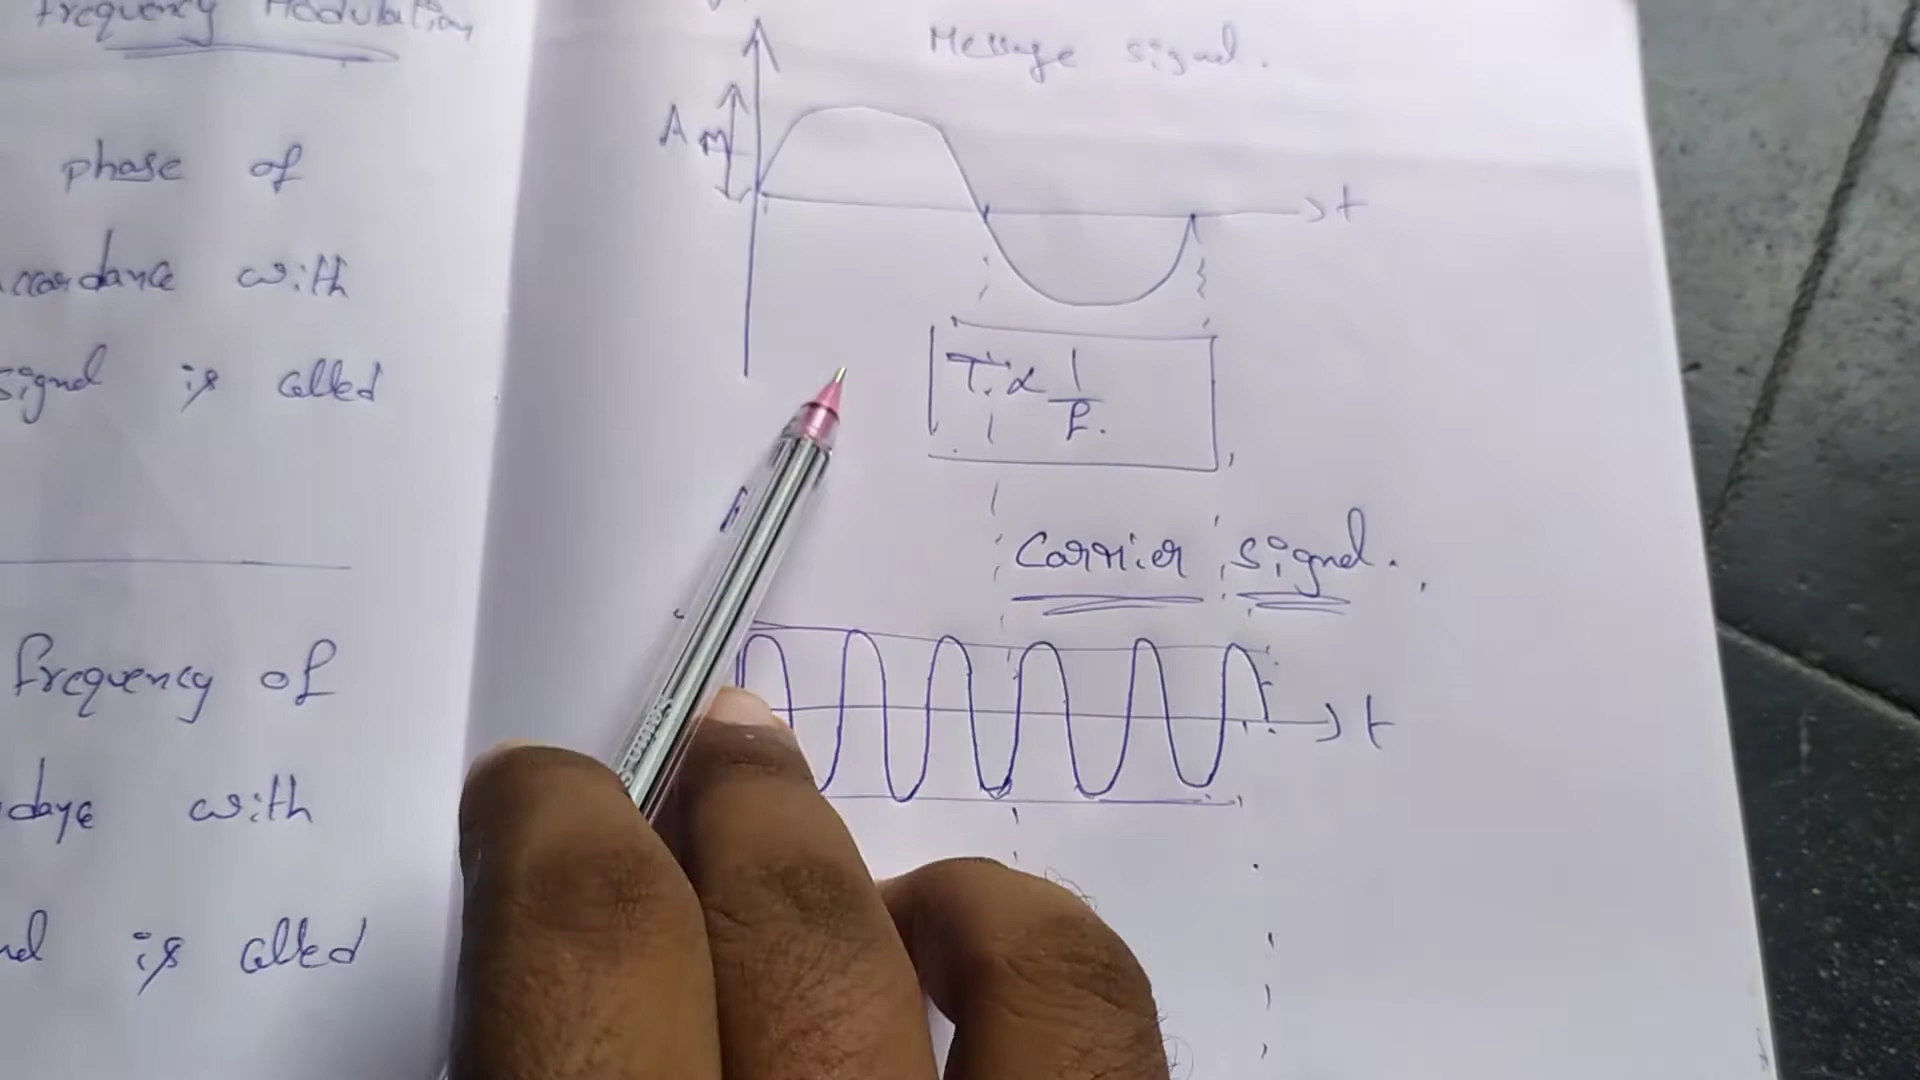 Frequency Modulation
phase of
accordance with
signal is called
frequency of
with
is called
Message signal.
Am
t
T ∝ 1/f.
Carrier signal.
t